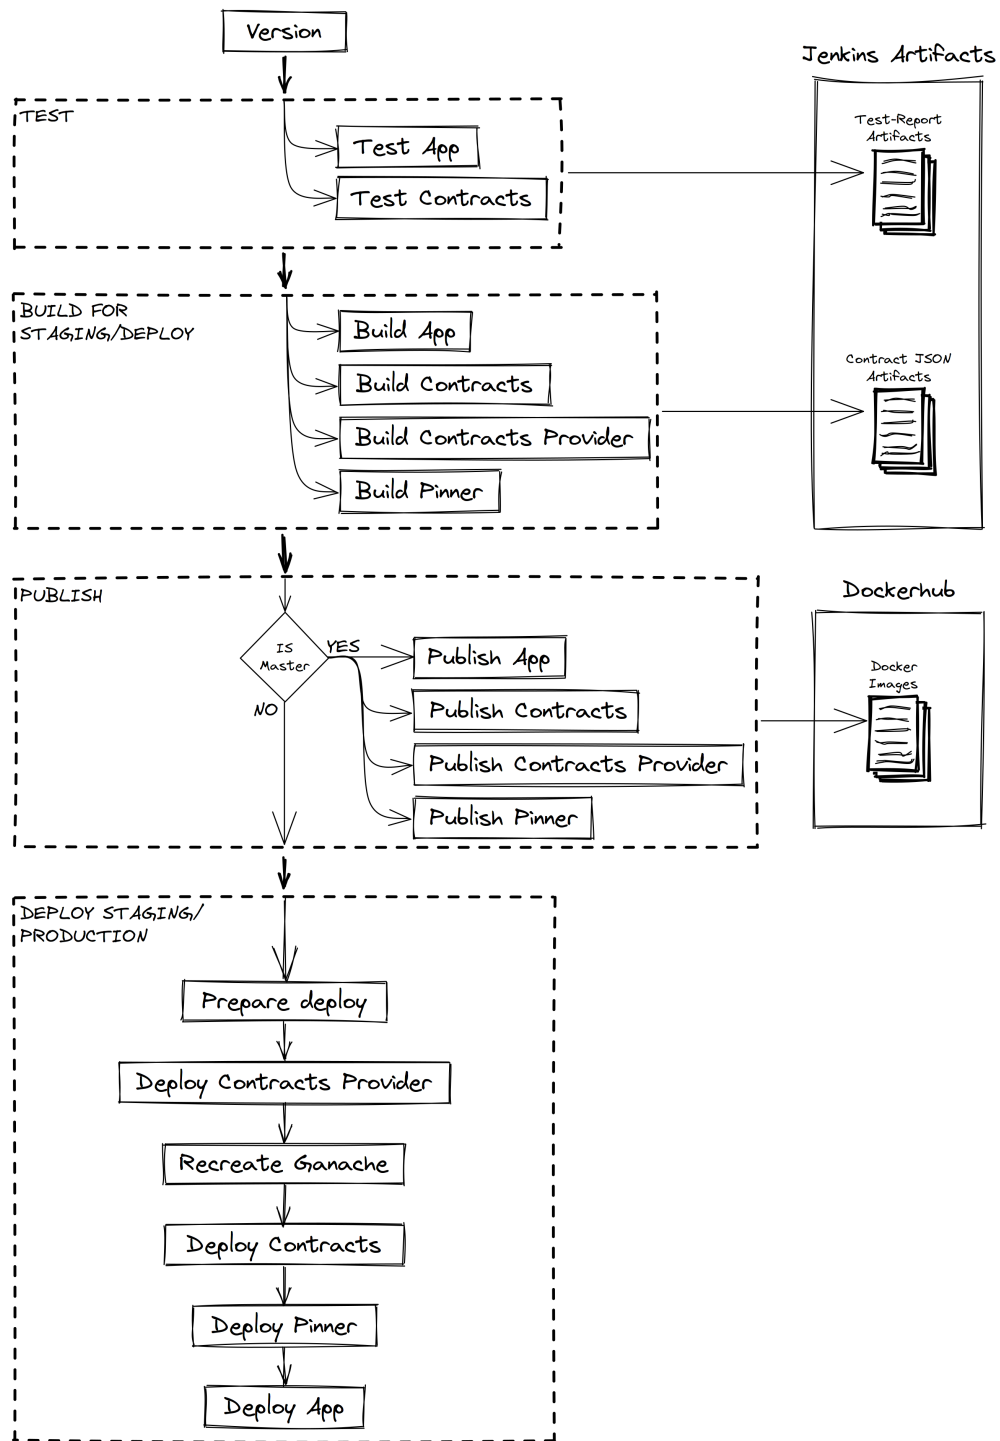 Version
Jenkins Artifacts
TEST
Test App
Test Contracts
Test-Report
Artifacts
BUILD FOR
STAGING/DEPLOY
Build App
Build Contracts
Build Contracts Provider
Build Pinner
Contract JSON
Artifacts
PUBLISH
IS
Master
YES
NO
Publish App
Publish Contracts
Publish Contracts Provider
Publish Pinner
Dockerhub
Docker
Images
DEPLOY STAGING/
PRODUCTION
Prepare deploy
Deploy Contracts Provider
Recreate Ganache
Deploy Contracts
Deploy Pinner
Deploy App